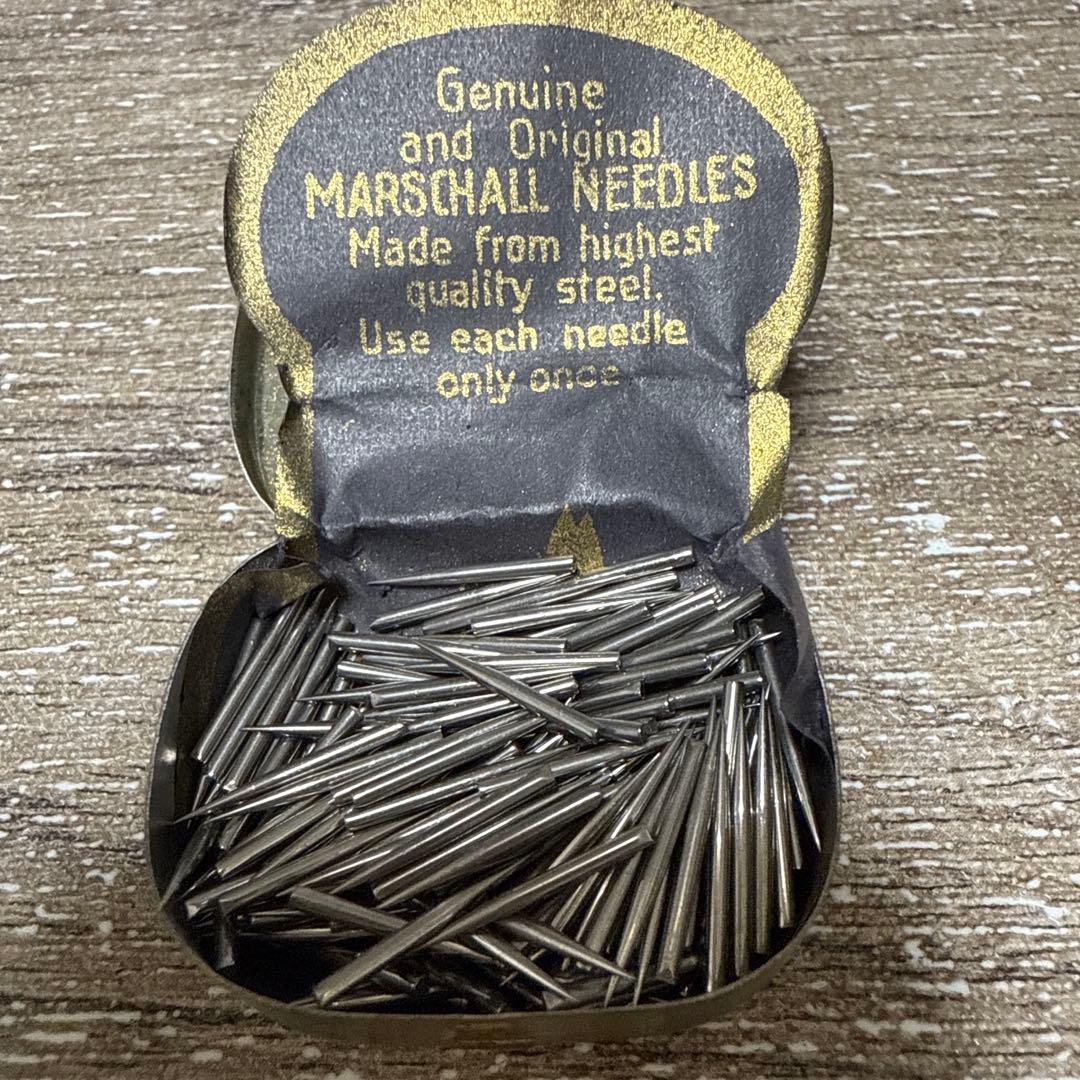 Genuine
and Original
MARSCHALL NEEDLES
Made from highest
quality steel.
Use each needle
only once